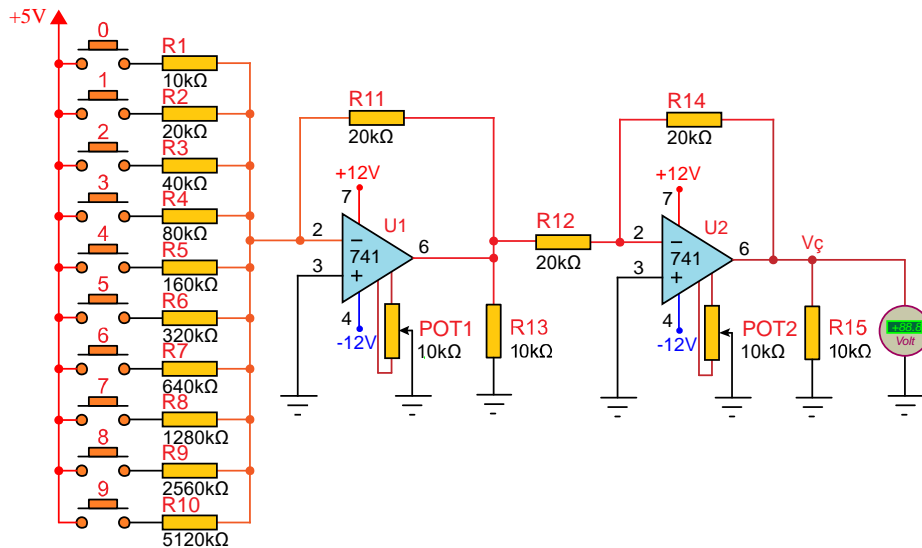 +5V
0
R1
10kΩ
1
R2
20kΩ
2
R3
40kΩ
3
R4
80kΩ
4
R5
160kΩ
5
R6
320kΩ
6
R7
640kΩ
7
R8
1280kΩ
8
R9
2560kΩ
9
R10
5120kΩ
R11
20kΩ
+12V
7
U1
2
741
6
3
4
-12V
POT1
10kΩ
R13
10kΩ
R12
20kΩ
R14
20kΩ
+12V
7
U2
2
741
6
3
4
-12V
POT2
10kΩ
Vç
R15
10kΩ
+88.8
Volt